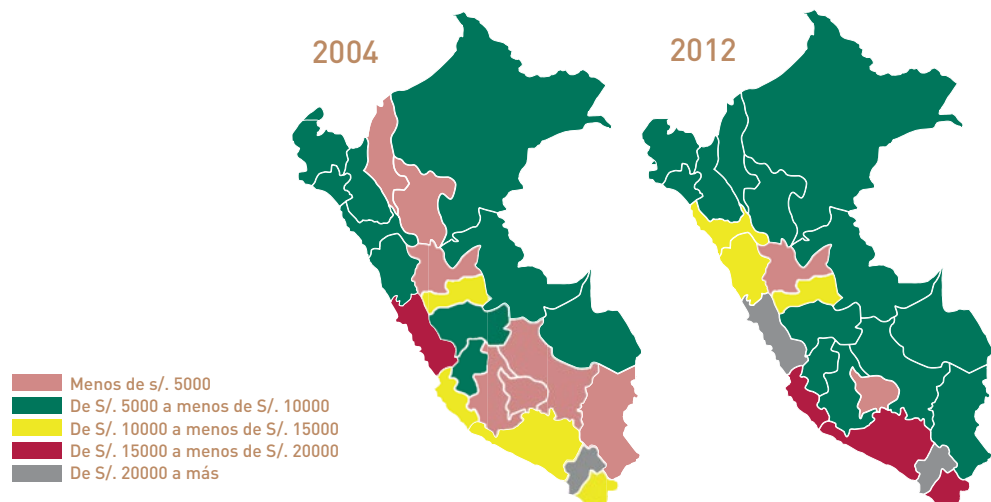 2004
2012
Menos de s/. 5000
De S/. 5000 a menos de S/. 10000
De S/. 10000 a menos de S/. 15000
De S/. 15000 a menos de S/. 20000
De S/. 20000 a más